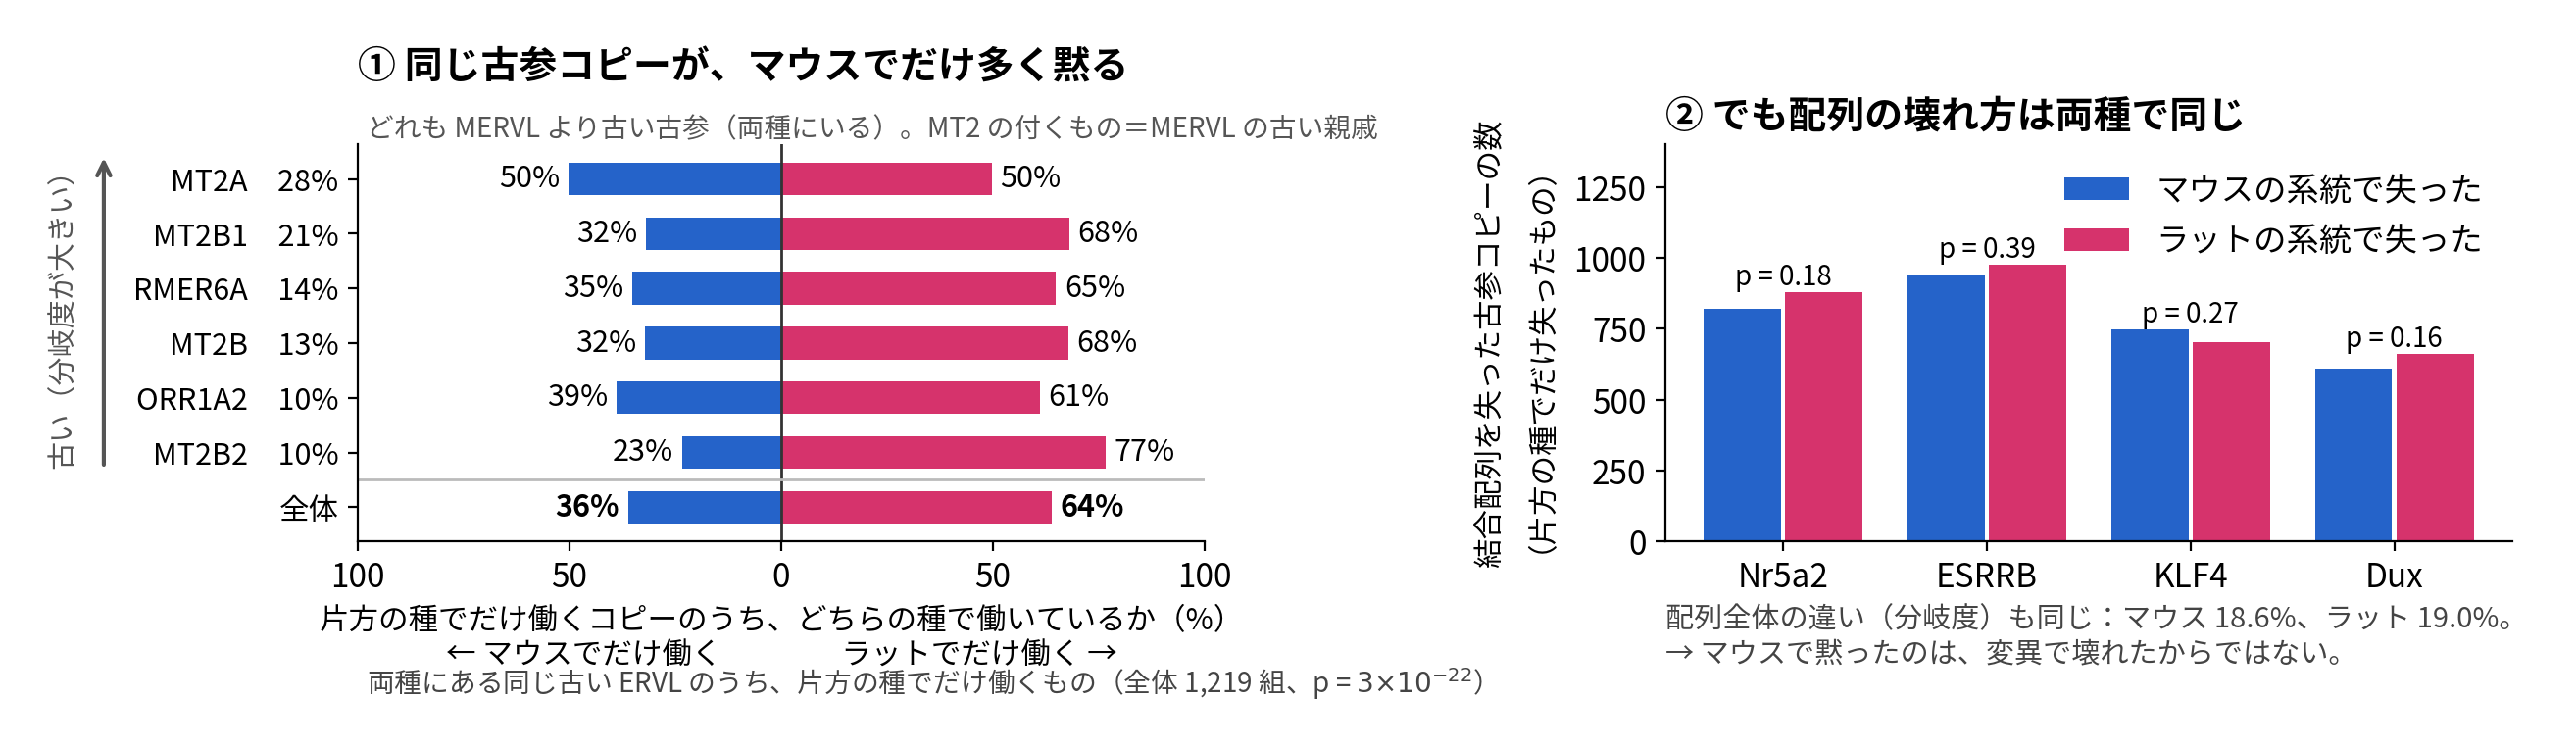 ① 同じ古参コピーが、マウスでだけ多く黙る
どれも MERVL より古い古参（両種にいる）。MT2 の付くもの＝MERVL の古い親戚
古い（分岐度が大きい）
MT2A 28% 50% 50%
MT2B1 21% 32% 68%
RMER6A 14% 35% 65%
MT2B 13% 32% 68%
ORR1A2 10% 39% 61%
MT2B2 10% 23% 77%
全体 36% 64%
100 50 0 50 100
片方の種でだけ働くコピーのうち、どちらの種で働いているか（%）
← マウスでだけ働く ラットでだけ働く →
両種にある同じ古い ERVL のうち、片方の種でだけ働くもの（全体 1,219 組、p = 3×10⁻²²）
② でも配列の壊れ方は両種で同じ
結合配列を失った古参コピーの数
（片方の種でだけ失ったもの）
1250
1000
750
500
250
0
マウスの系統で失った
ラットの系統で失った
p = 0.18
p = 0.39
p = 0.27
p = 0.16
Nr5a2 ESRRB KLF4 Dux
配列全体の違い（分岐度）も同じ：マウス 18.6%、ラット 19.0%。
→ マウスで黙ったのは、変異で壊れたからではない。